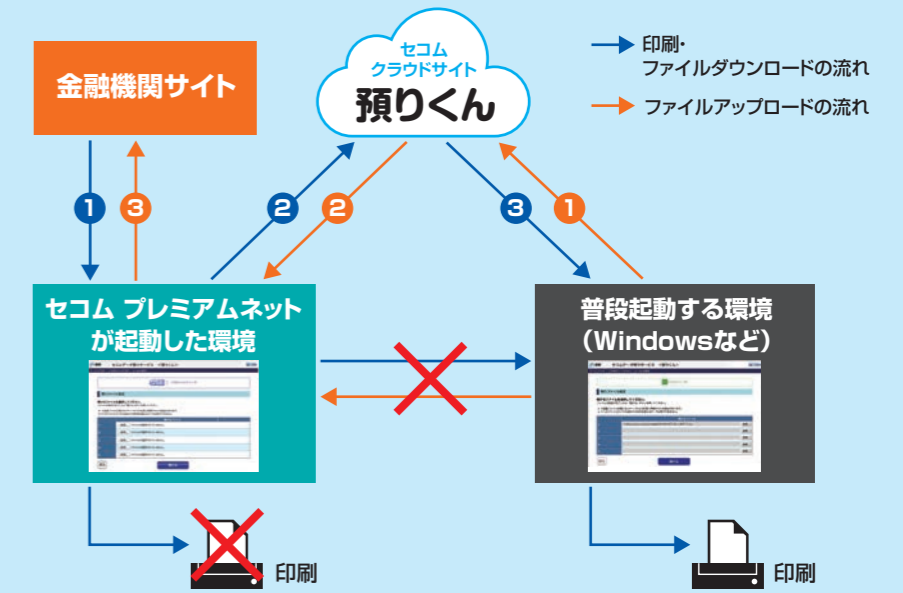 セコム
クラウドサイト
預りくん
金融機関サイト
印刷・
ファイルダウンロードの流れ
ファイルアップロードの流れ
1
3
2
2
3
1
セコム プレミアムネット
が起動した環境
普段起動する環境
（Windowsなど）
印刷
印刷